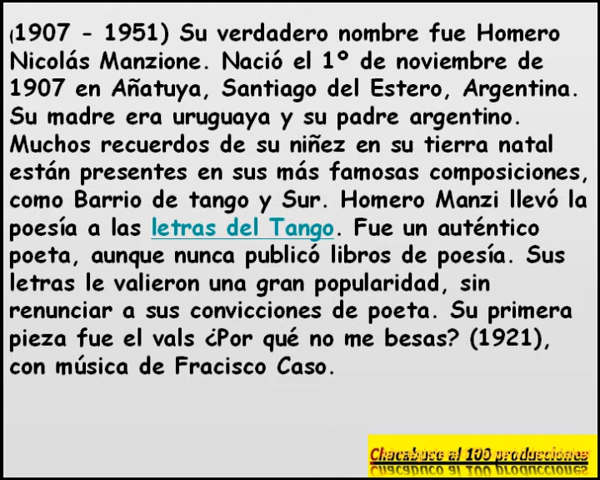 (1907 - 1951) Su verdadero nombre fue Homero
Nicolás Manzione. Nació el 1º de noviembre de
1907 en Añatuya, Santiago del Estero, Argentina.
Su madre era uruguaya y su padre argentino.
Muchos recuerdos de su niñez en su tierra natal
están presentes en sus más famosas composiciones,
como Barrio de tango y Sur. Homero Manzi llevó la
poesía a las letras del Tango. Fue un auténtico
poeta, aunque nunca publicó libros de poesía. Sus
letras le valieron una gran popularidad, sin
renunciar a sus convicciones de poeta. Su primera
pieza fue el vals ¿Por qué no me besas? (1921),
con música de Fracisco Caso.
Chacabuco al 100 producciones